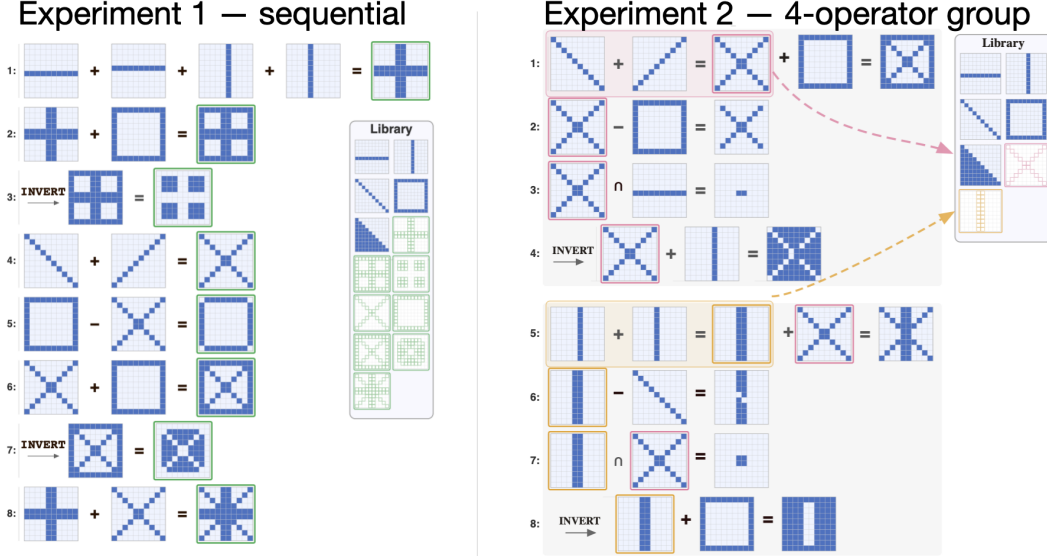 Experiment 1 — sequential
1: + + + =
2: + =
3: INVERT =
4: + =
5: − =
6: + =
7: INVERT =
8: + =
Library
Experiment 2 — 4-operator group
1: + = + =
2: − =
3: ∩ =
4: INVERT + =
5: + = + =
6: − =
7: ∩ =
8: INVERT + =
Library